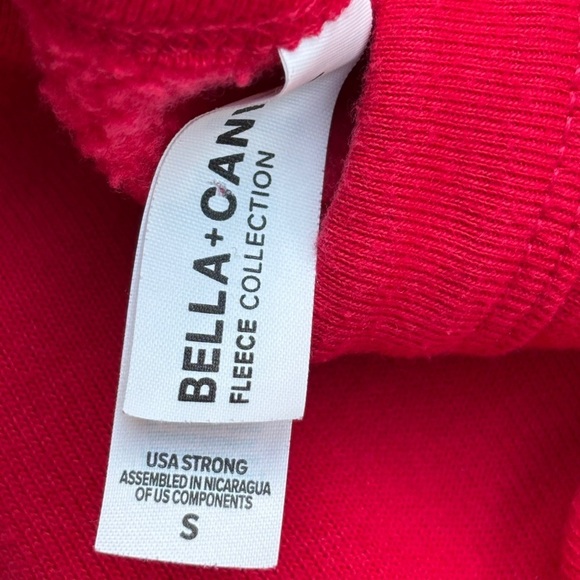 BELLA+CAN
FLEECE COLLECTION
USA STRONG
ASSEMBLED IN NICARAGUA
OF US COMPONENTS
S